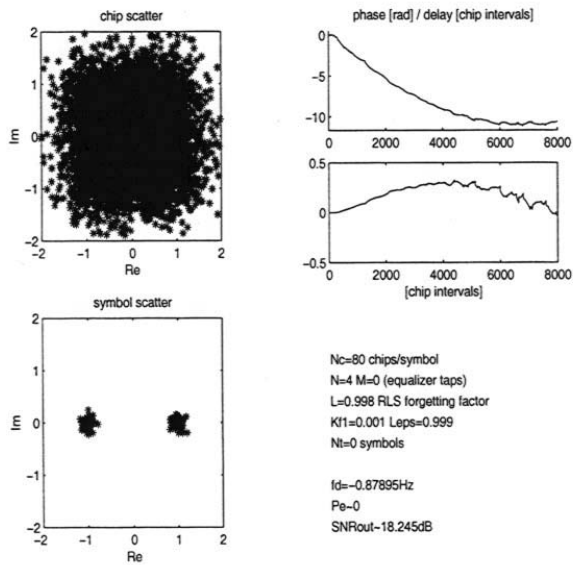 chip scatter
2
1
0
-1
-2
Im
-2 -1 0 1 2
Re
phase [rad] / delay [chip intervals]
0
-5
-10
0 2000 4000 6000 8000
0.5
0
-0.5
0 2000 4000 6000 8000
[chip intervals]
symbol scatter
2
1
0
-1
-2
Im
-2 -1 0 1 2
Re
Nc=80 chips/symbol
N=4 M=0 (equalizer taps)
L=0.998 RLS forgetting factor
Kf1=0.001 Leps=0.999
Nt=0 symbols
fd=-0.87895Hz
Pe~0
SNRout~18.245dB